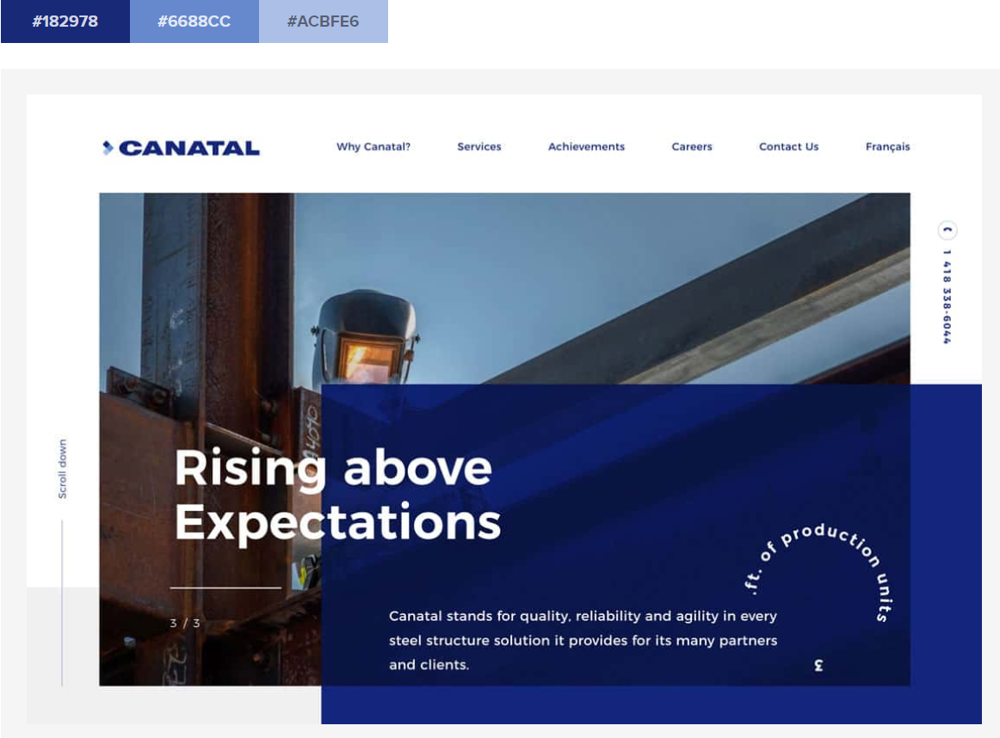 #182978
#6688CC
#ACBFE6
CANATAL
Why Canatal?
Services
Achievements
Careers
Contact Us
Français
1 418 338-6044
Scroll down
Rising above
Expectations
3 / 3
Canatal stands for quality, reliability and agility in every
steel structure solution it provides for its many partners
and clients.
.ft. of production units